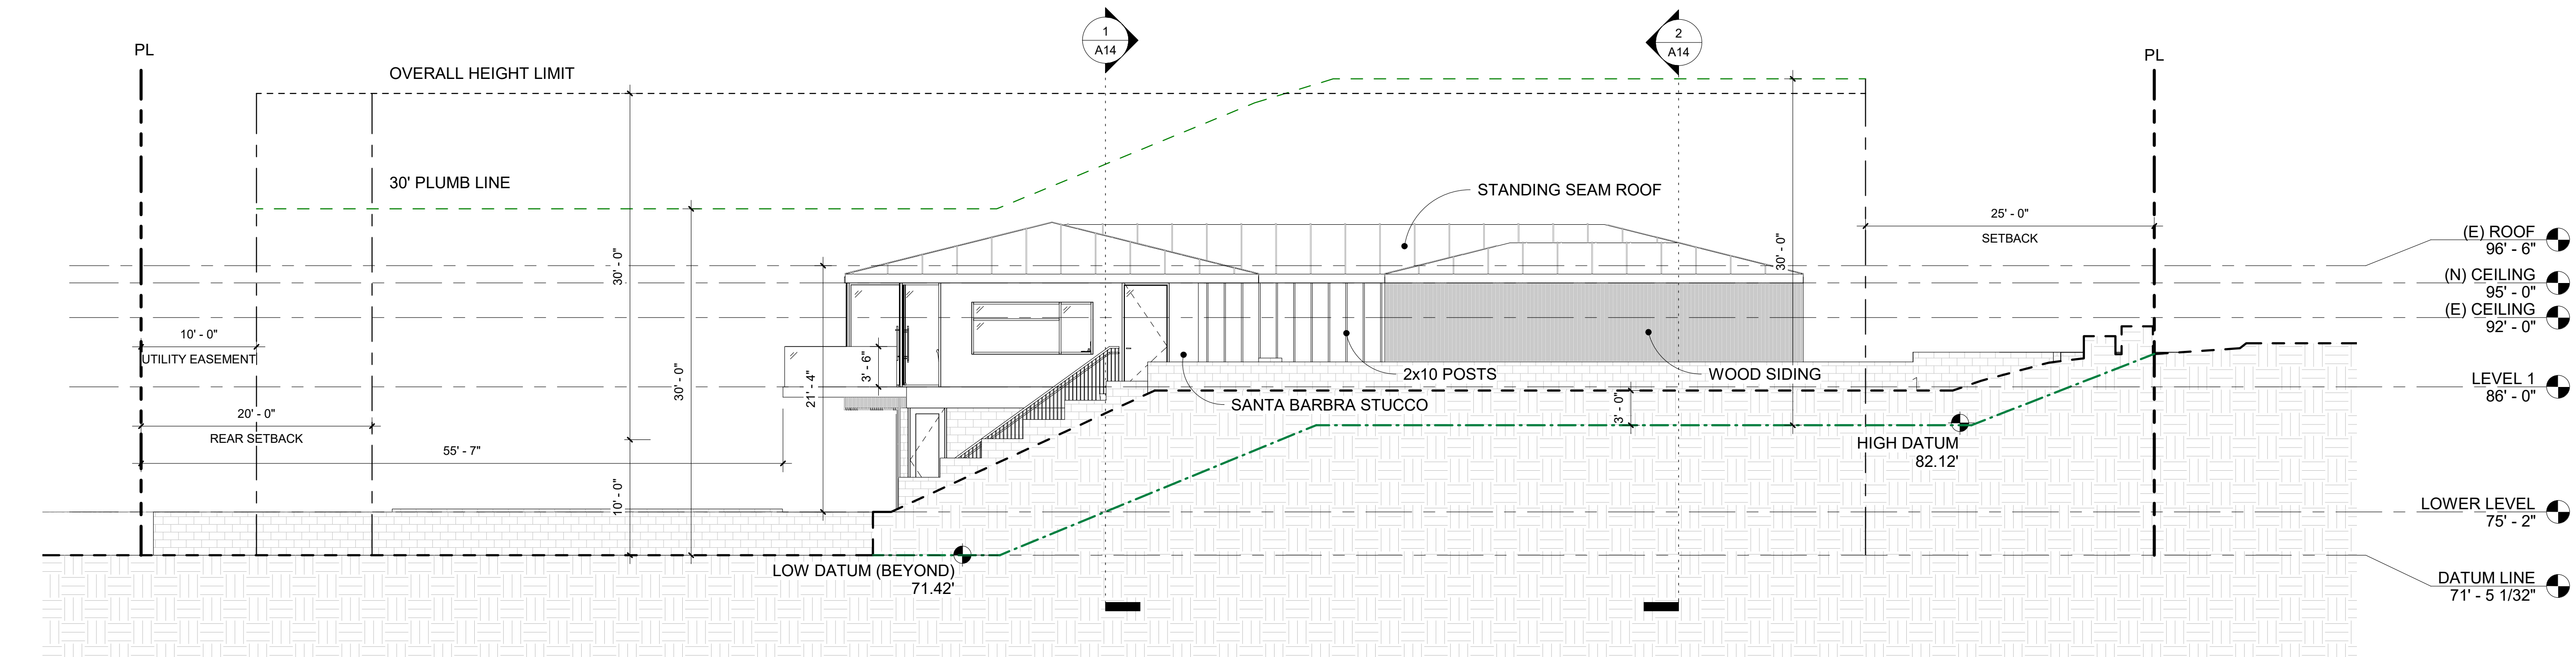 1
A14
2
A14
PL
PL
OVERALL HEIGHT LIMIT
30' PLUMB LINE
STANDING SEAM ROOF
25' - 0"
SETBACK
(E) ROOF
96' - 6"
(N) CEILING
95' - 0"
(E) CEILING
92' - 0"
30' - 0"
30' - 0"
10' - 0"
UTILITY EASEMENT
3' - 6"
30' - 0"
21' - 4"
2x10 POSTS
WOOD SIDING
LEVEL 1
86' - 0"
SANTA BARBRA STUCCO
3' - 0"
20' - 0"
REAR SETBACK
55' - 7"
HIGH DATUM
82.12'
10' - 0"
LOWER LEVEL
75' - 2"
LOW DATUM (BEYOND)
71.42'
DATUM LINE
71' - 5 1/32"